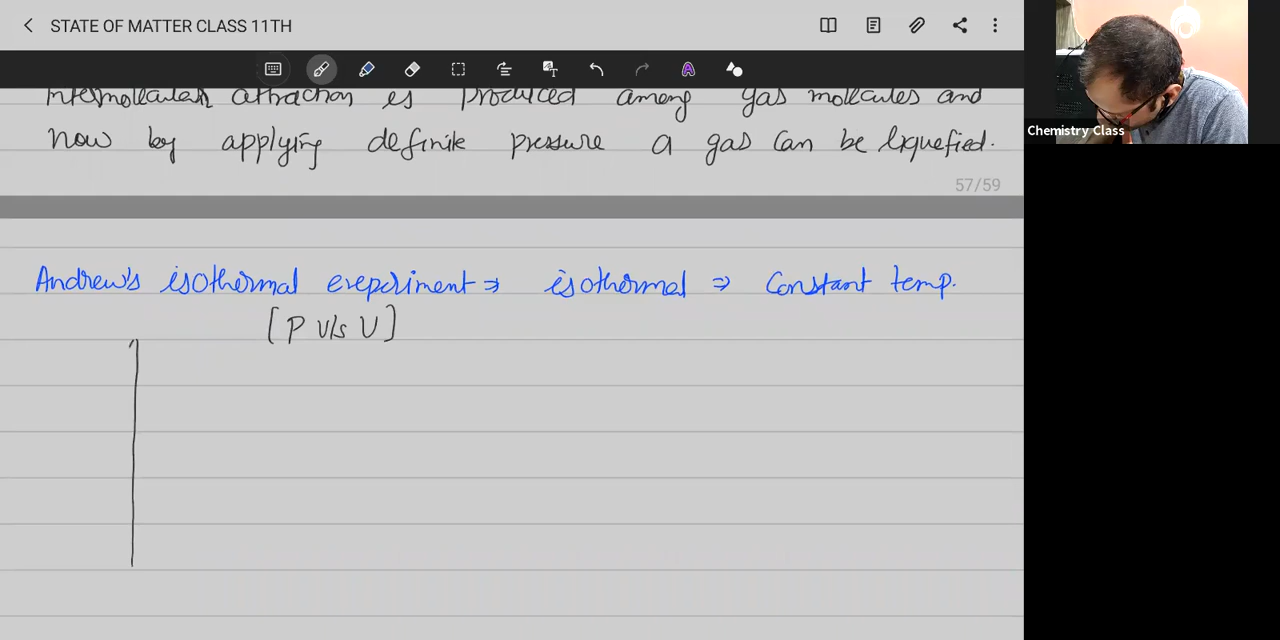 STATE OF MATTER CLASS 11TH
Intermolecular attraction is produced among gas molecules and
now by applying definite pressure a gas can be liquefied.
Chemistry Class
57/59
Andrew's isothermal experiment ⇒ isothermal ⇒ Constant temp.
[P v/s V]